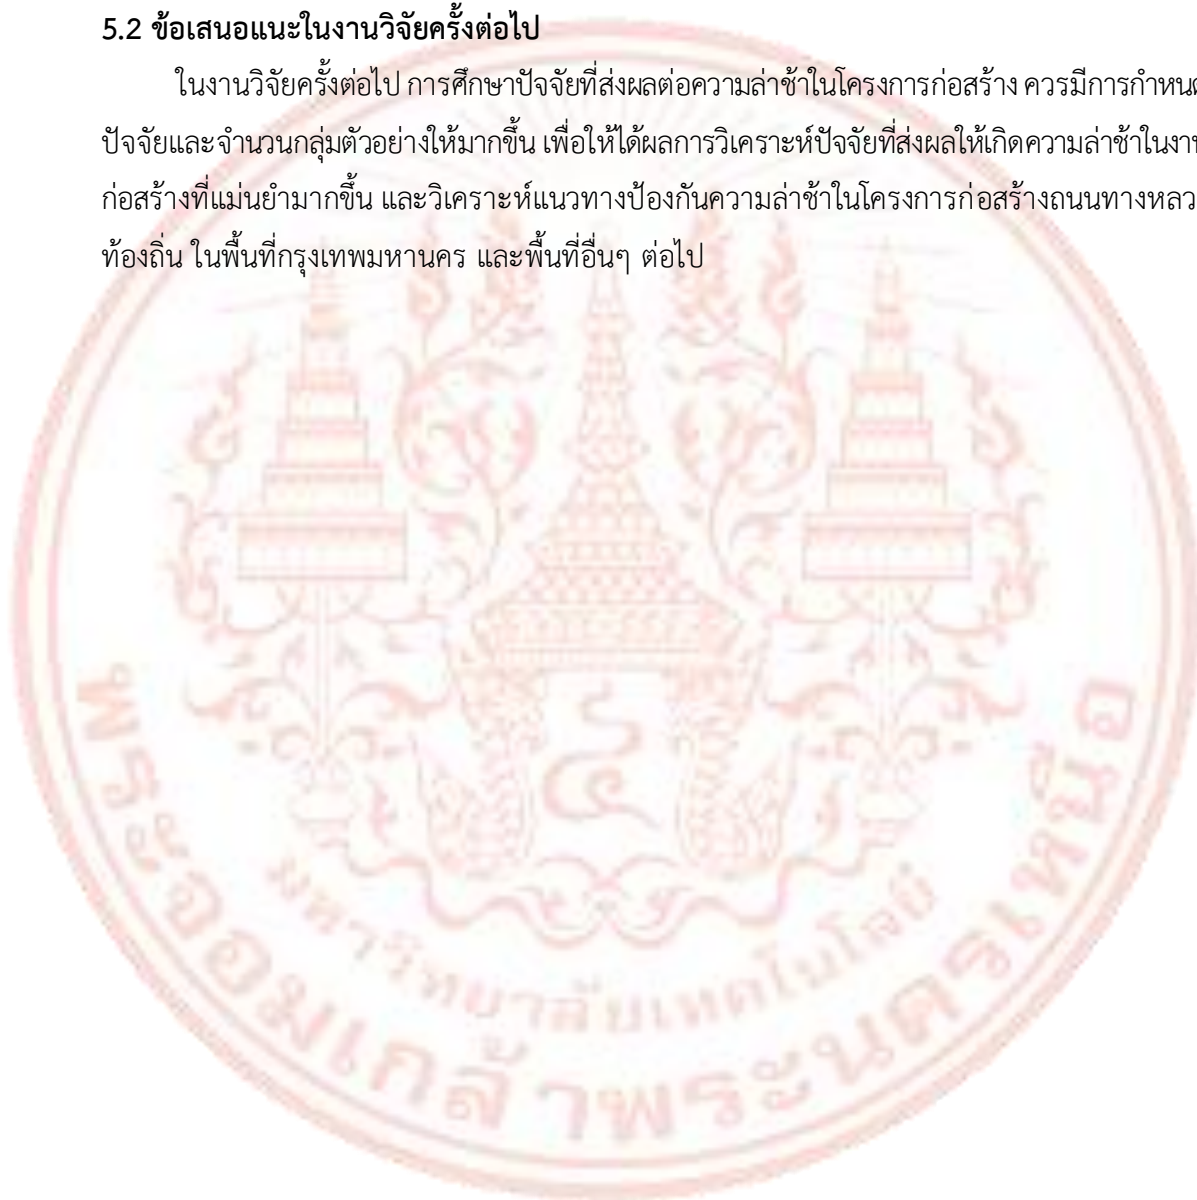 5.2 ข้อเสนอแนะในงานวิจัยครั้งต่อไป
ในงานวิจัยครั้งต่อไป การศึกษาปัจจัยที่ส่งผลต่อความล่าช้าในโครงการก่อสร้าง ควรมีการกำหนด
ปัจจัยและจำนวนกลุ่มตัวอย่างให้มากขึ้น เพื่อให้ได้ผลการวิเคราะห์ปัจจัยที่ส่งผลให้เกิดความล่าช้าในงาน
ก่อสร้างที่แม่นยำมากขึ้น และวิเคราะห์แนวทางป้องกันความล่าช้าในโครงการก่อสร้างถนนทางหลว
ท้องถิ่น ในพื้นที่กรุงเทพมหานคร และพื้นที่อื่นๆ ต่อไป
มหาวิทยาลัยเทคโนโลยี
พระจอมเกล้าพระนครเหนือ